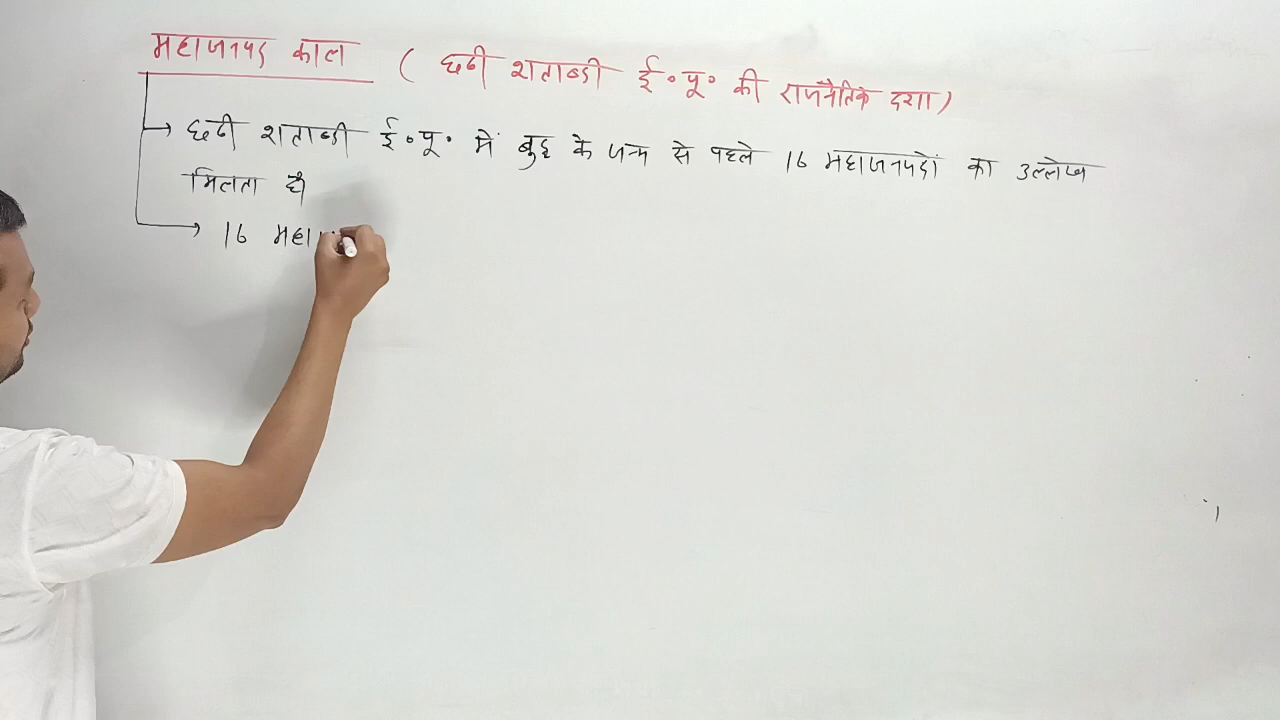 महाजनपद काल ( छठी शताब्दी ई॰पू॰ की राजनैतिक दशा)
छठी शताब्दी ई॰पू॰ में बुद्ध के जन्म से पहले 16 महाजनपदों का उल्लेख
मिलता है
16 महा